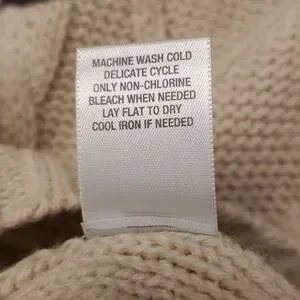 MACHINE WASH COLD
DELICATE CYCLE
ONLY NON-CHLORINE
BLEACH WHEN NEEDED
LAY FLAT TO DRY
COOL IRON IF NEEDED